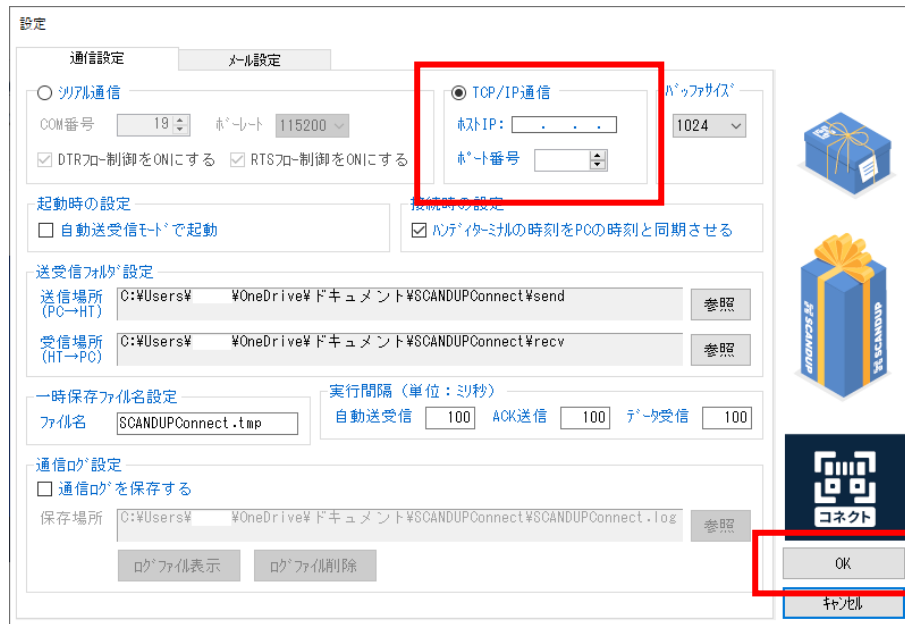 設定
通信設定
メール設定
シリアル通信
COM番号 19 ボーレート 115200
DTRフロー制御をONにする RTSフロー制御をONにする
TCP/IP通信
ホストIP: . . .
ポート番号
バッファサイズ
1024
起動時の設定
自動送受信モードで起動
接続時の設定
ハンディターミナルの時刻をPCの時刻と同期させる
送受信フォルダ設定
送信場所
(PC→HT)
C:¥Users¥ ¥OneDrive¥ドキュメント¥SCANDUPConnect¥send
参照
受信場所
(HT→PC)
C:¥Users¥ ¥OneDrive¥ドキュメント¥SCANDUPConnect¥recv
参照
一時保存ファイル名設定
ファイル名 SCANDUPConnect.tmp
実行間隔(単位:ミリ秒)
自動送受信 100 ACK送信 100 データ受信 100
通信ログ設定
通信ログを保存する
保存場所 C:¥Users¥ ¥OneDrive¥ドキュメント¥SCANDUPConnect¥SCANDUPConnect.log 参照
ログファイル表示 ログファイル削除
SCANDUP
SCANDUP
コネクト
OK
キャンセル